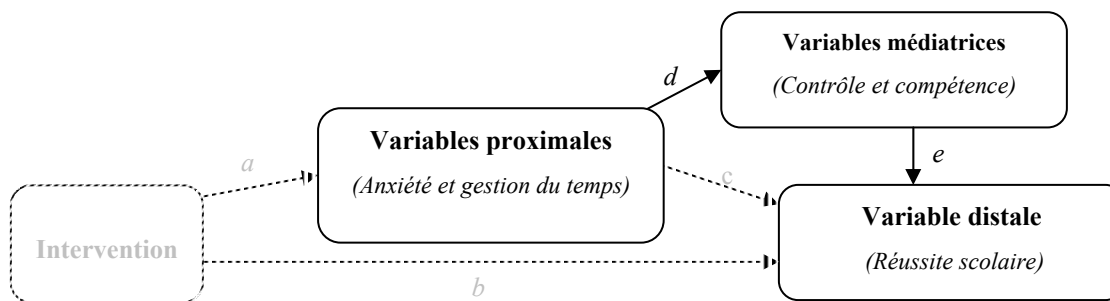 Variables médiatrices
(Contrôle et compétence)
d
Variables proximales
(Anxiété et gestion du temps)
a
c
e
Intervention
Variable distale
(Réussite scolaire)
b